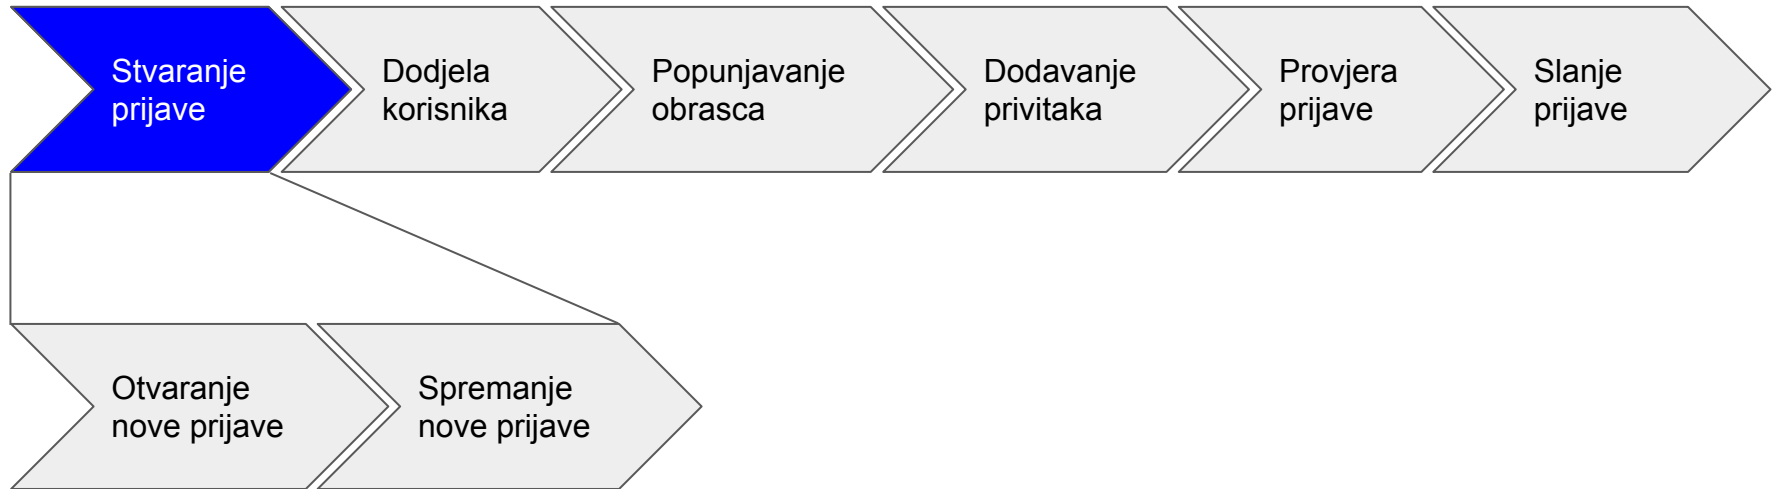 Stvaranje
prijave
Dodjela
korisnika
Popunjavanje
obrasca
Dodavanje
privitaka
Provjera
prijave
Slanje
prijave
Otvaranje
nove prijave
Spremanje
nove prijave